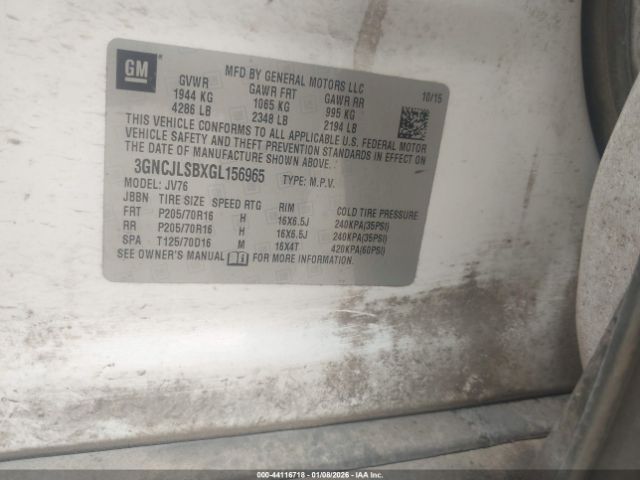 GM
MFD BY GENERAL MOTORS LLC
10/15
GVWR GAWR FRT GAWR RR
1944 KG 1065 KG 995 KG
4286 LB 2348 LB 2194 LB
THIS VEHICLE CONFORMS TO ALL APPLICABLE U.S. FEDERAL MOTOR
VEHICLE SAFETY AND THEFT PREVENTION STANDARDS IN EFFECT ON
THE DATE OF MANUFACTURE SHOWN ABOVE.
3GNCJLSBXGL156965 TYPE: M.P.V.
MODEL: JV76
JBBN TIRE SIZE SPEED RTG RIM COLD TIRE PRESSURE
FRT P205/70R16 H 16X6.5J 240KPA(35PSI)
RR P205/70R16 H 16X6.5J 240KPA(35PSI)
SPA T125/70D16 M 16X4T 420KPA(60PSI)
SEE OWNER'S MANUAL FOR MORE INFORMATION.
000-44116718 - 01/08/2026 - IAAI.com